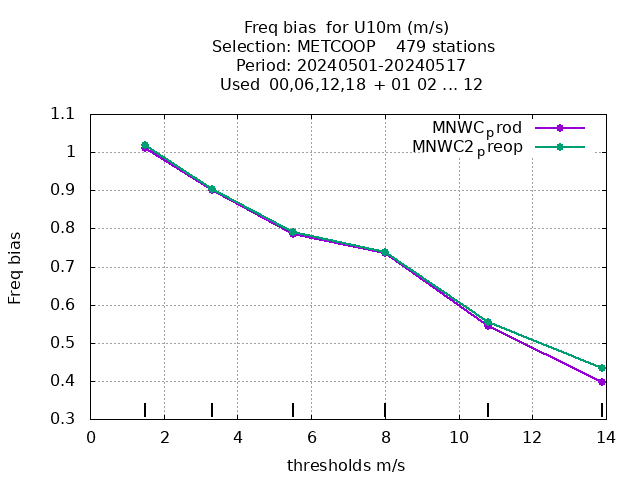 Freq bias  for U10m (m/s)
Selection: METCOOP    479 stations
Period: 20240501-20240517
Used  00,06,12,18  + 01 02 ... 12
MNWCprod
MNWC2preop
1.1
1
0.9
0.8
0.7
0.6
0.5
0.4
0.3
Freq bias
0 2 4 6 8 10 12 14
thresholds m/s